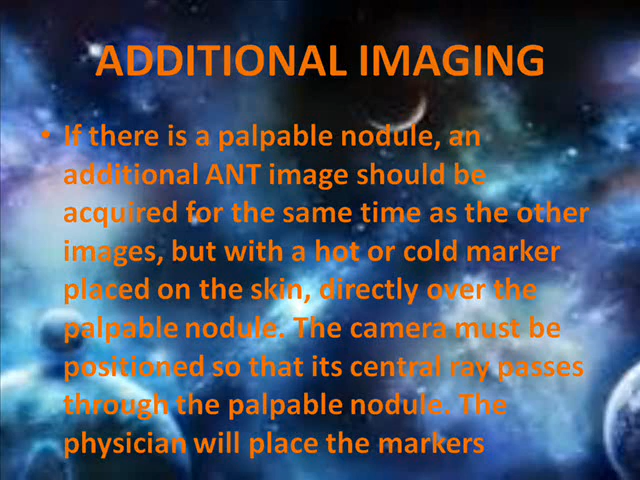 ADDITIONAL IMAGING
• If there is a palpable nodule, an
additional ANT image should be
acquired for the same time as the other
images, but with a hot or cold marker
placed on the skin, directly over the
palpable nodule. The camera must be
positioned so that its central ray passes
through the palpable nodule. The
physician will place the markers